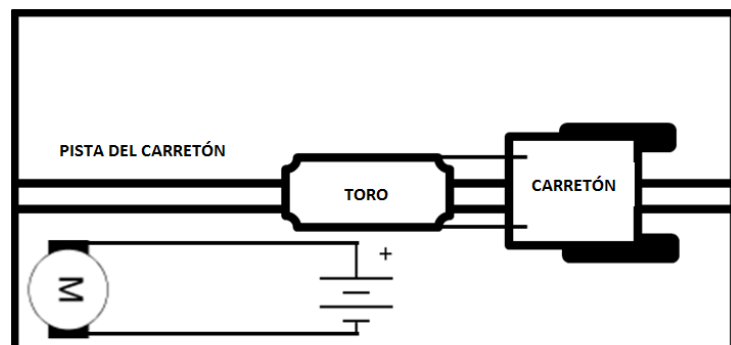 PISTA DEL CARRETÓN
TORO
CARRETÓN
+
M